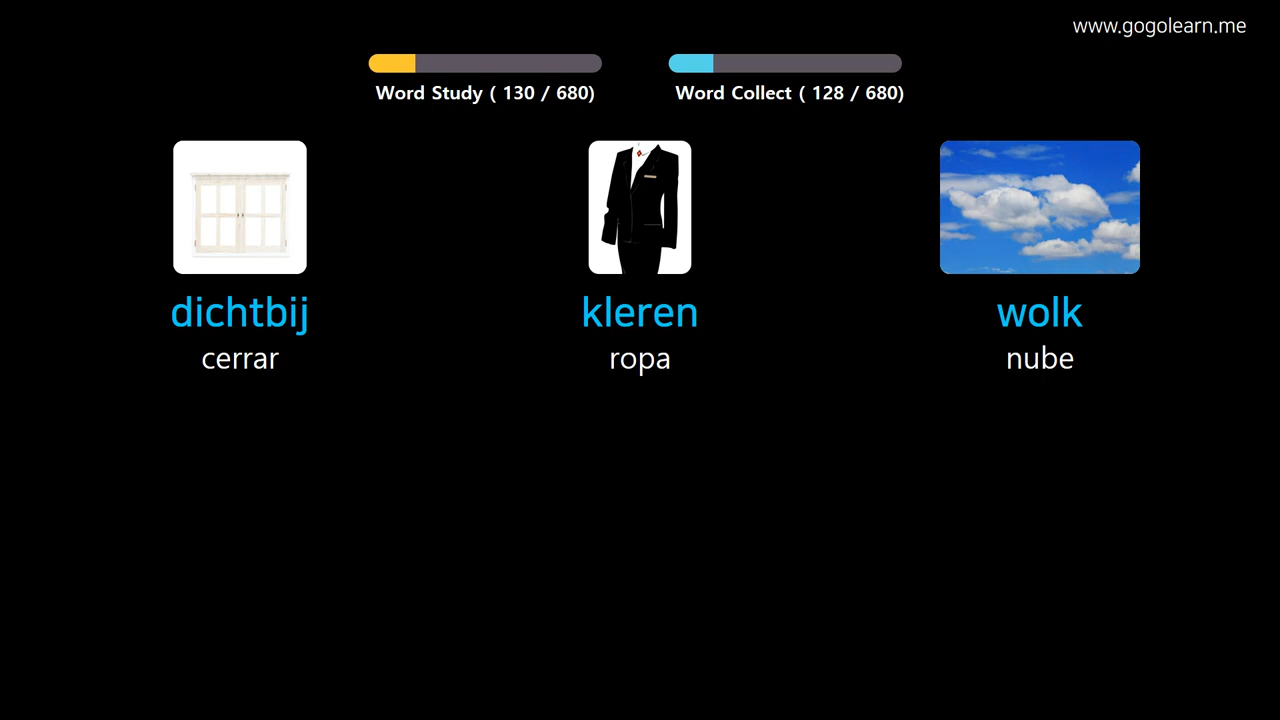 www.gogolearn.me
Word Study ( 130 / 680)
Word Collect ( 128 / 680)
dichtbij
kleren
wolk
cerrar
ropa
nube